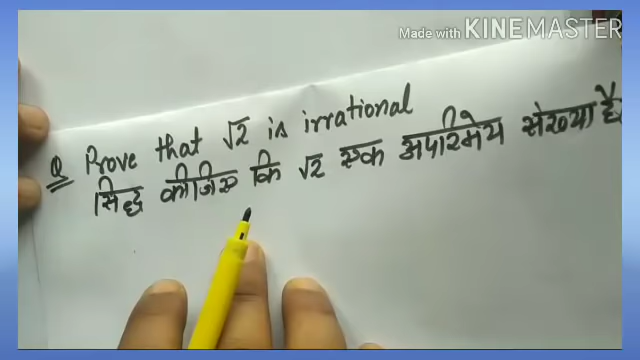 Made with KINEMASTER
Q Prove that √2 is irrational
सिद्ध कीजिए कि √2 एक अपरिमेय संख्या है